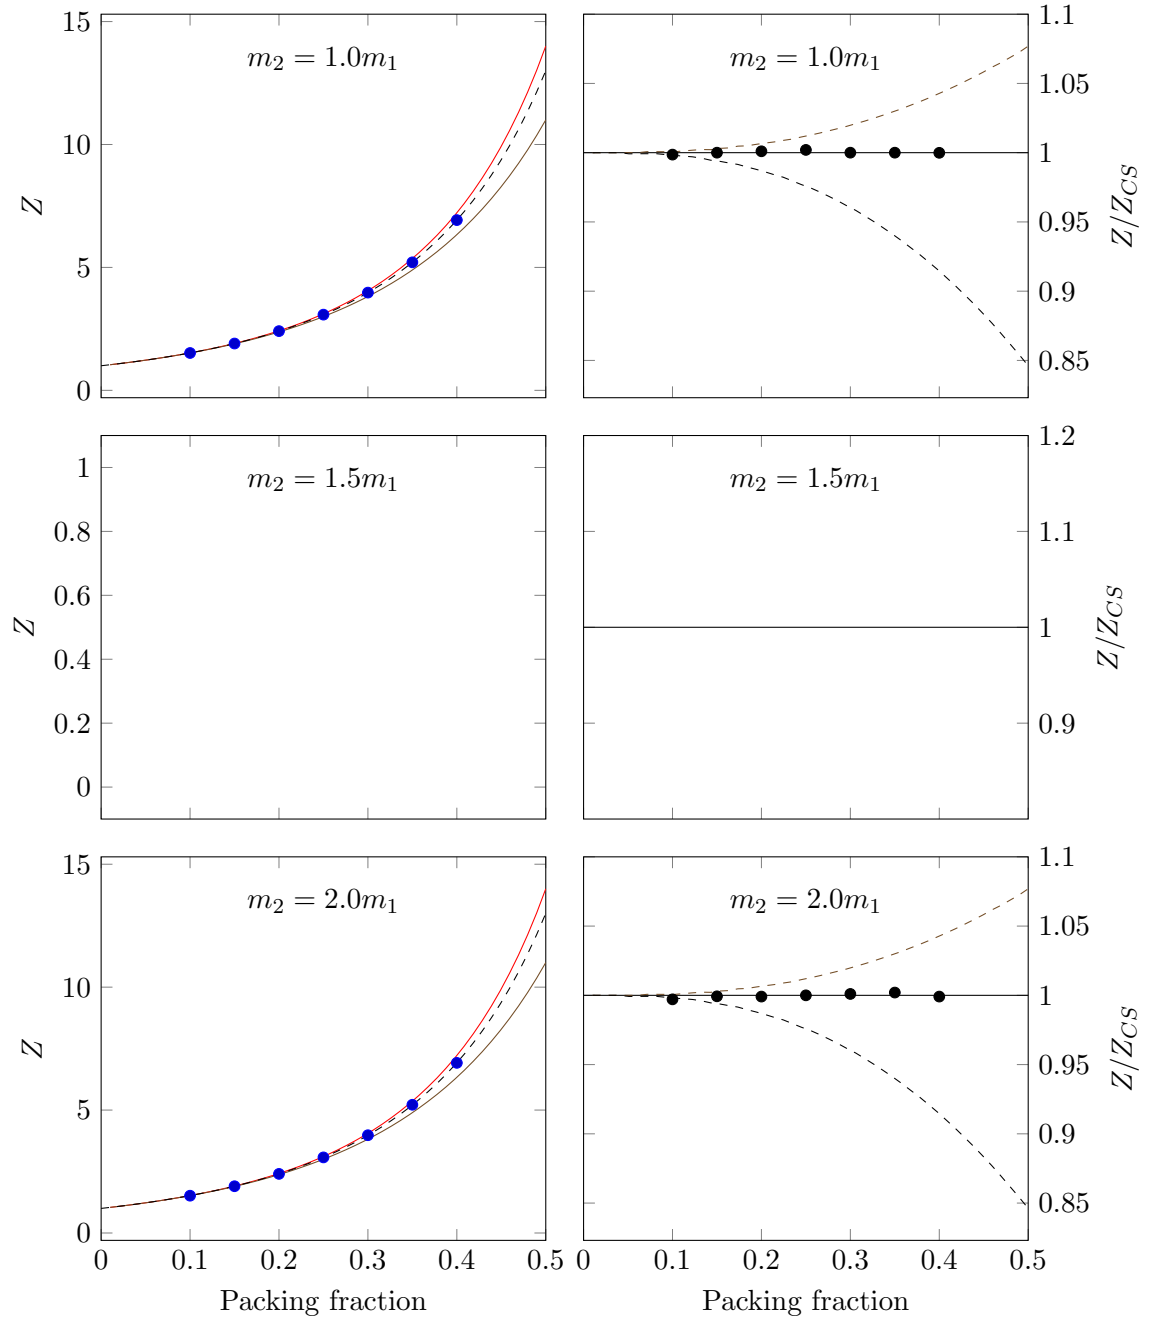 15
10
5
0
Z
m₂ = 1.0m₁
m₂ = 1.0m₁
1.1
1.05
1
0.95
0.9
0.85
Z/Z_CS
1
0.8
0.6
0.4
0.2
0
Z
m₂ = 1.5m₁
m₂ = 1.5m₁
1.2
1.1
1
0.9
Z/Z_CS
15
10
5
0
Z
m₂ = 2.0m₁
0 0.1 0.2 0.3 0.4 0.5
Packing fraction
m₂ = 2.0m₁
1.1
1.05
1
0.95
0.9
0.85
Z/Z_CS
0 0.1 0.2 0.3 0.4 0.5
Packing fraction